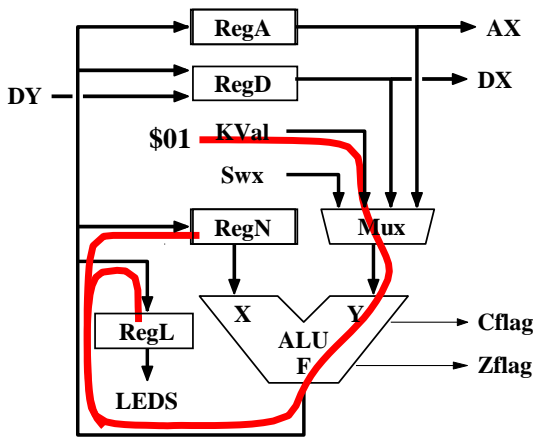 RegA
AX
RegD
DX
DY
$01
KVal
Swx
RegN
Mux
X
Y
ALU
F
Cflag
RegL
Zflag
LEDS